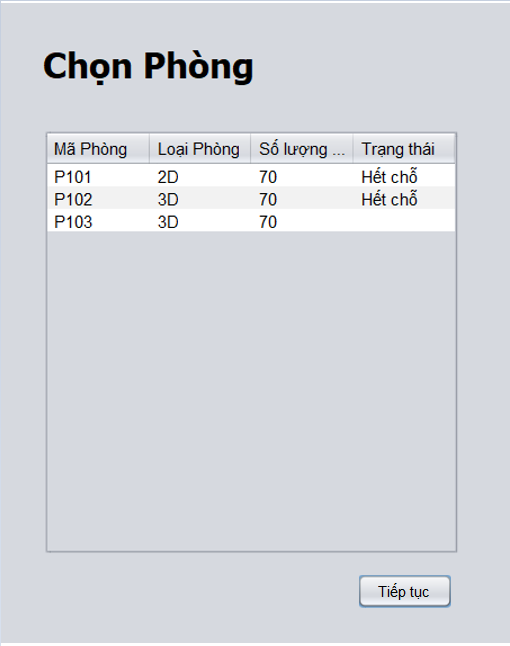 Chọn Phòng
Mã Phòng Loại Phòng Số lượng ... Trạng thái
P101 2D 70 Hết chỗ
P102 3D 70 Hết chỗ
P103 3D 70
Tiếp tục